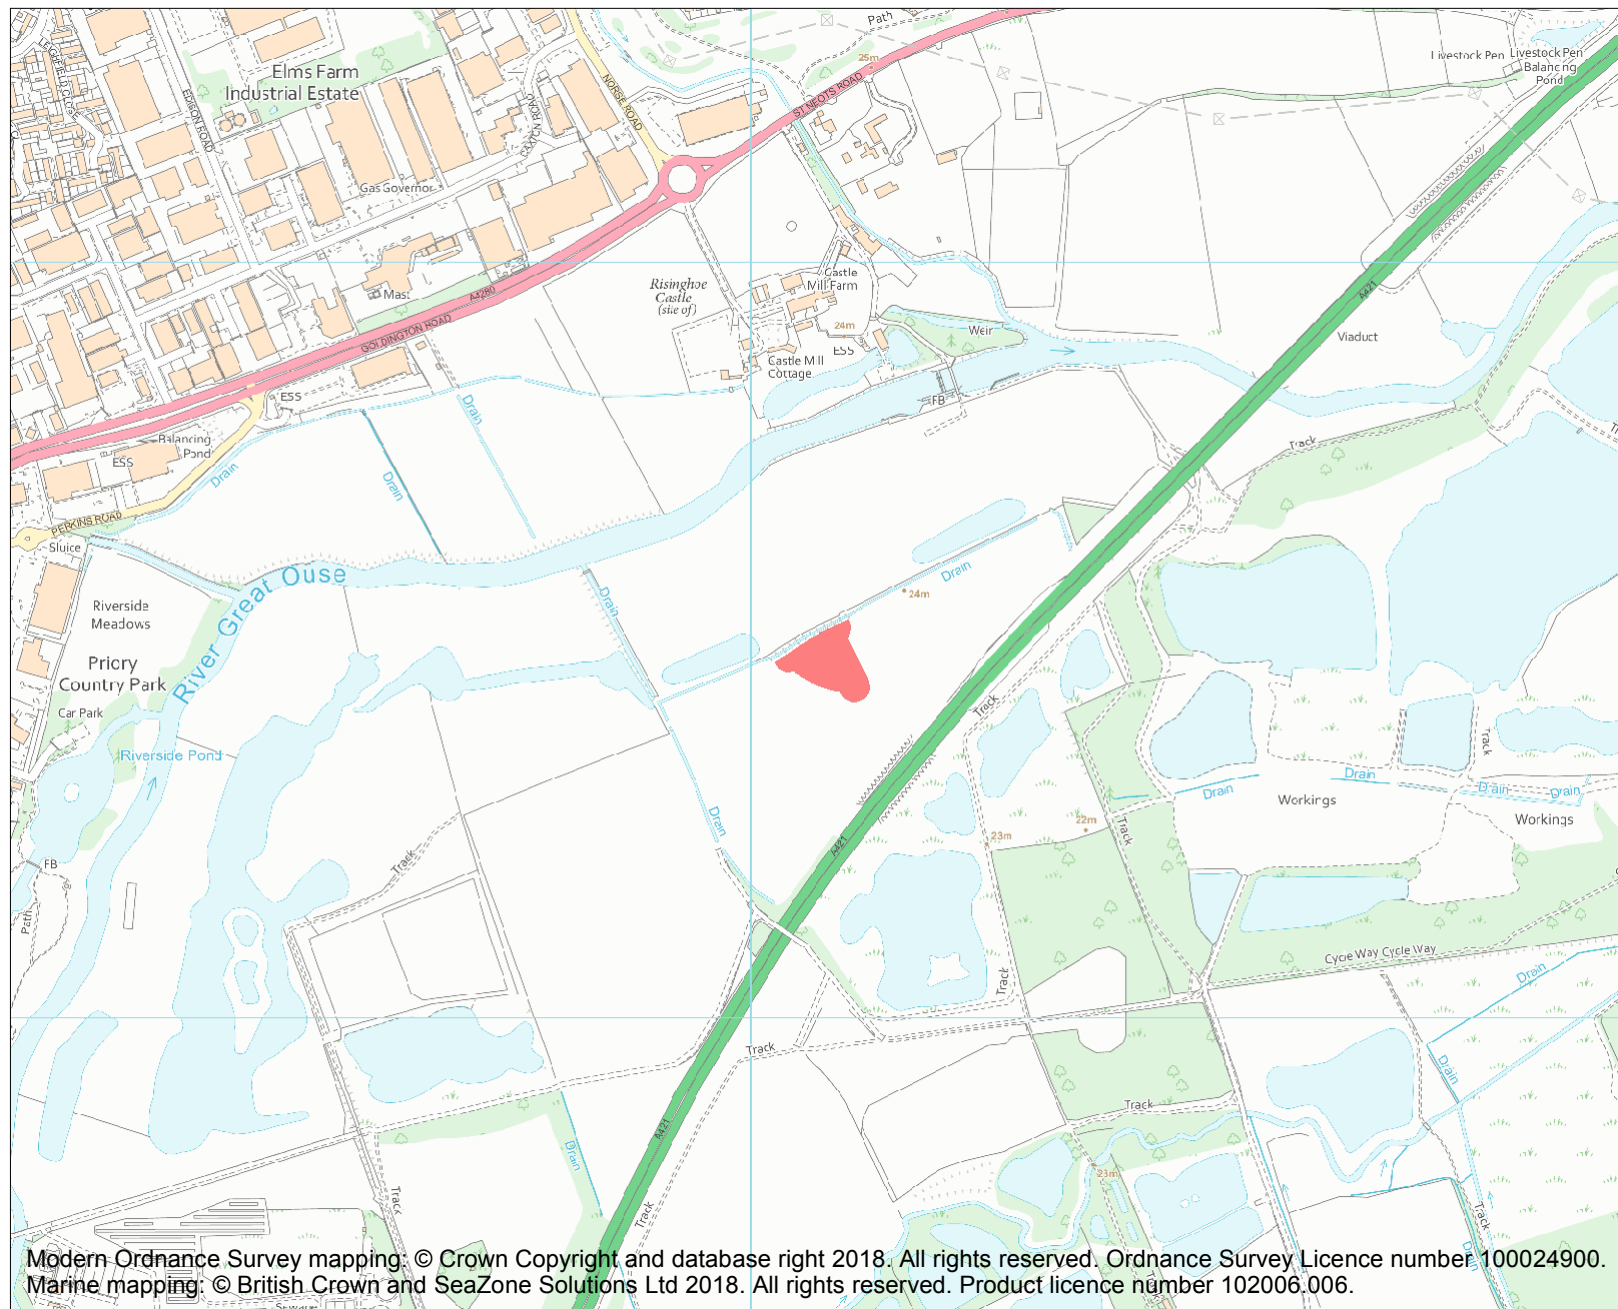 Path
Livestock Pen
Livestock Pen
Balancing
Pond
25m
Elms Farm
Industrial Estate
EDISON ROAD
CAXTON ROAD
NORSE ROAD
ST NEOTS ROAD
Gas Governor
Mast
A4280
GOLDINGTON ROAD
Risinghoe
Castle
(site of)
Castle
Mill Farm
24m
ESS
Castle Mill
Cottage
Weir
FB
A421
Viaduct
ESS
Balancing
Pond
ESS
Drain
Drain
Drain
PERKINS ROAD
Sluice
Track
River Great Ouse
Riverside
Meadows
Priory
Country Park
Car Park
Riverside Pond
Drain
Drain
24m
Track
Drain
A421
23m
22m
Track
Drain
Workings
Drain
Track
Drain
Drain
Workings
FB
Path
Track
Track
Cycle Way Cycle Way
Drain
Track
Drain
Track
A421
Drain
23m
Track
Track
Track
Drain
Track
Modern Ordnance Survey mapping: © Crown Copyright and database right 2018. All rights reserved. Ordnance Survey Licence number 100024900.
Marine mapping: © British Crown and SeaZone Solutions Ltd 2018. All rights reserved. Product licence number 102006.006.